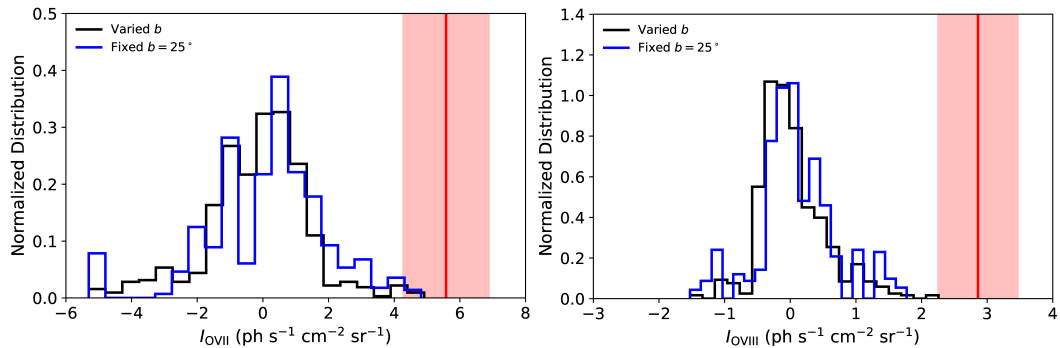 0.5
0.4
0.3
0.2
0.1
0.0
Normalized Distribution
Varied b
Fixed b = 25°
−6 −4 −2 0 2 4 6 8
I_OVII (ph s⁻¹ cm⁻² sr⁻¹)
1.4
1.2
1.0
0.8
0.6
0.4
0.2
0.0
Normalized Distribution
Varied b
Fixed b = 25°
−3 −2 −1 0 1 2 3 4
I_OVIII (ph s⁻¹ cm⁻² sr⁻¹)